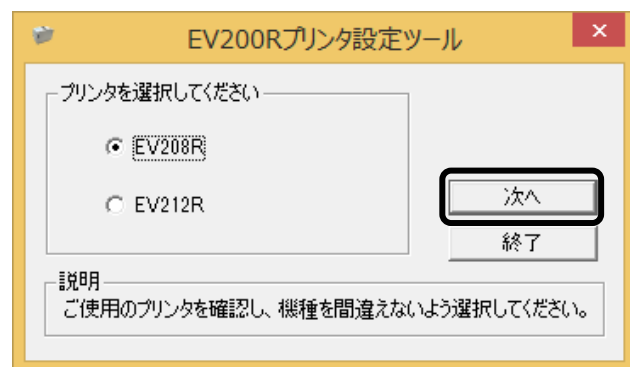 EV200Rプリンタ設定ツール
プリンタを選択してください
EV208R
EV212R
次へ
終了
説明
ご使用のプリンタを確認し、機種を間違えないよう選択してください。